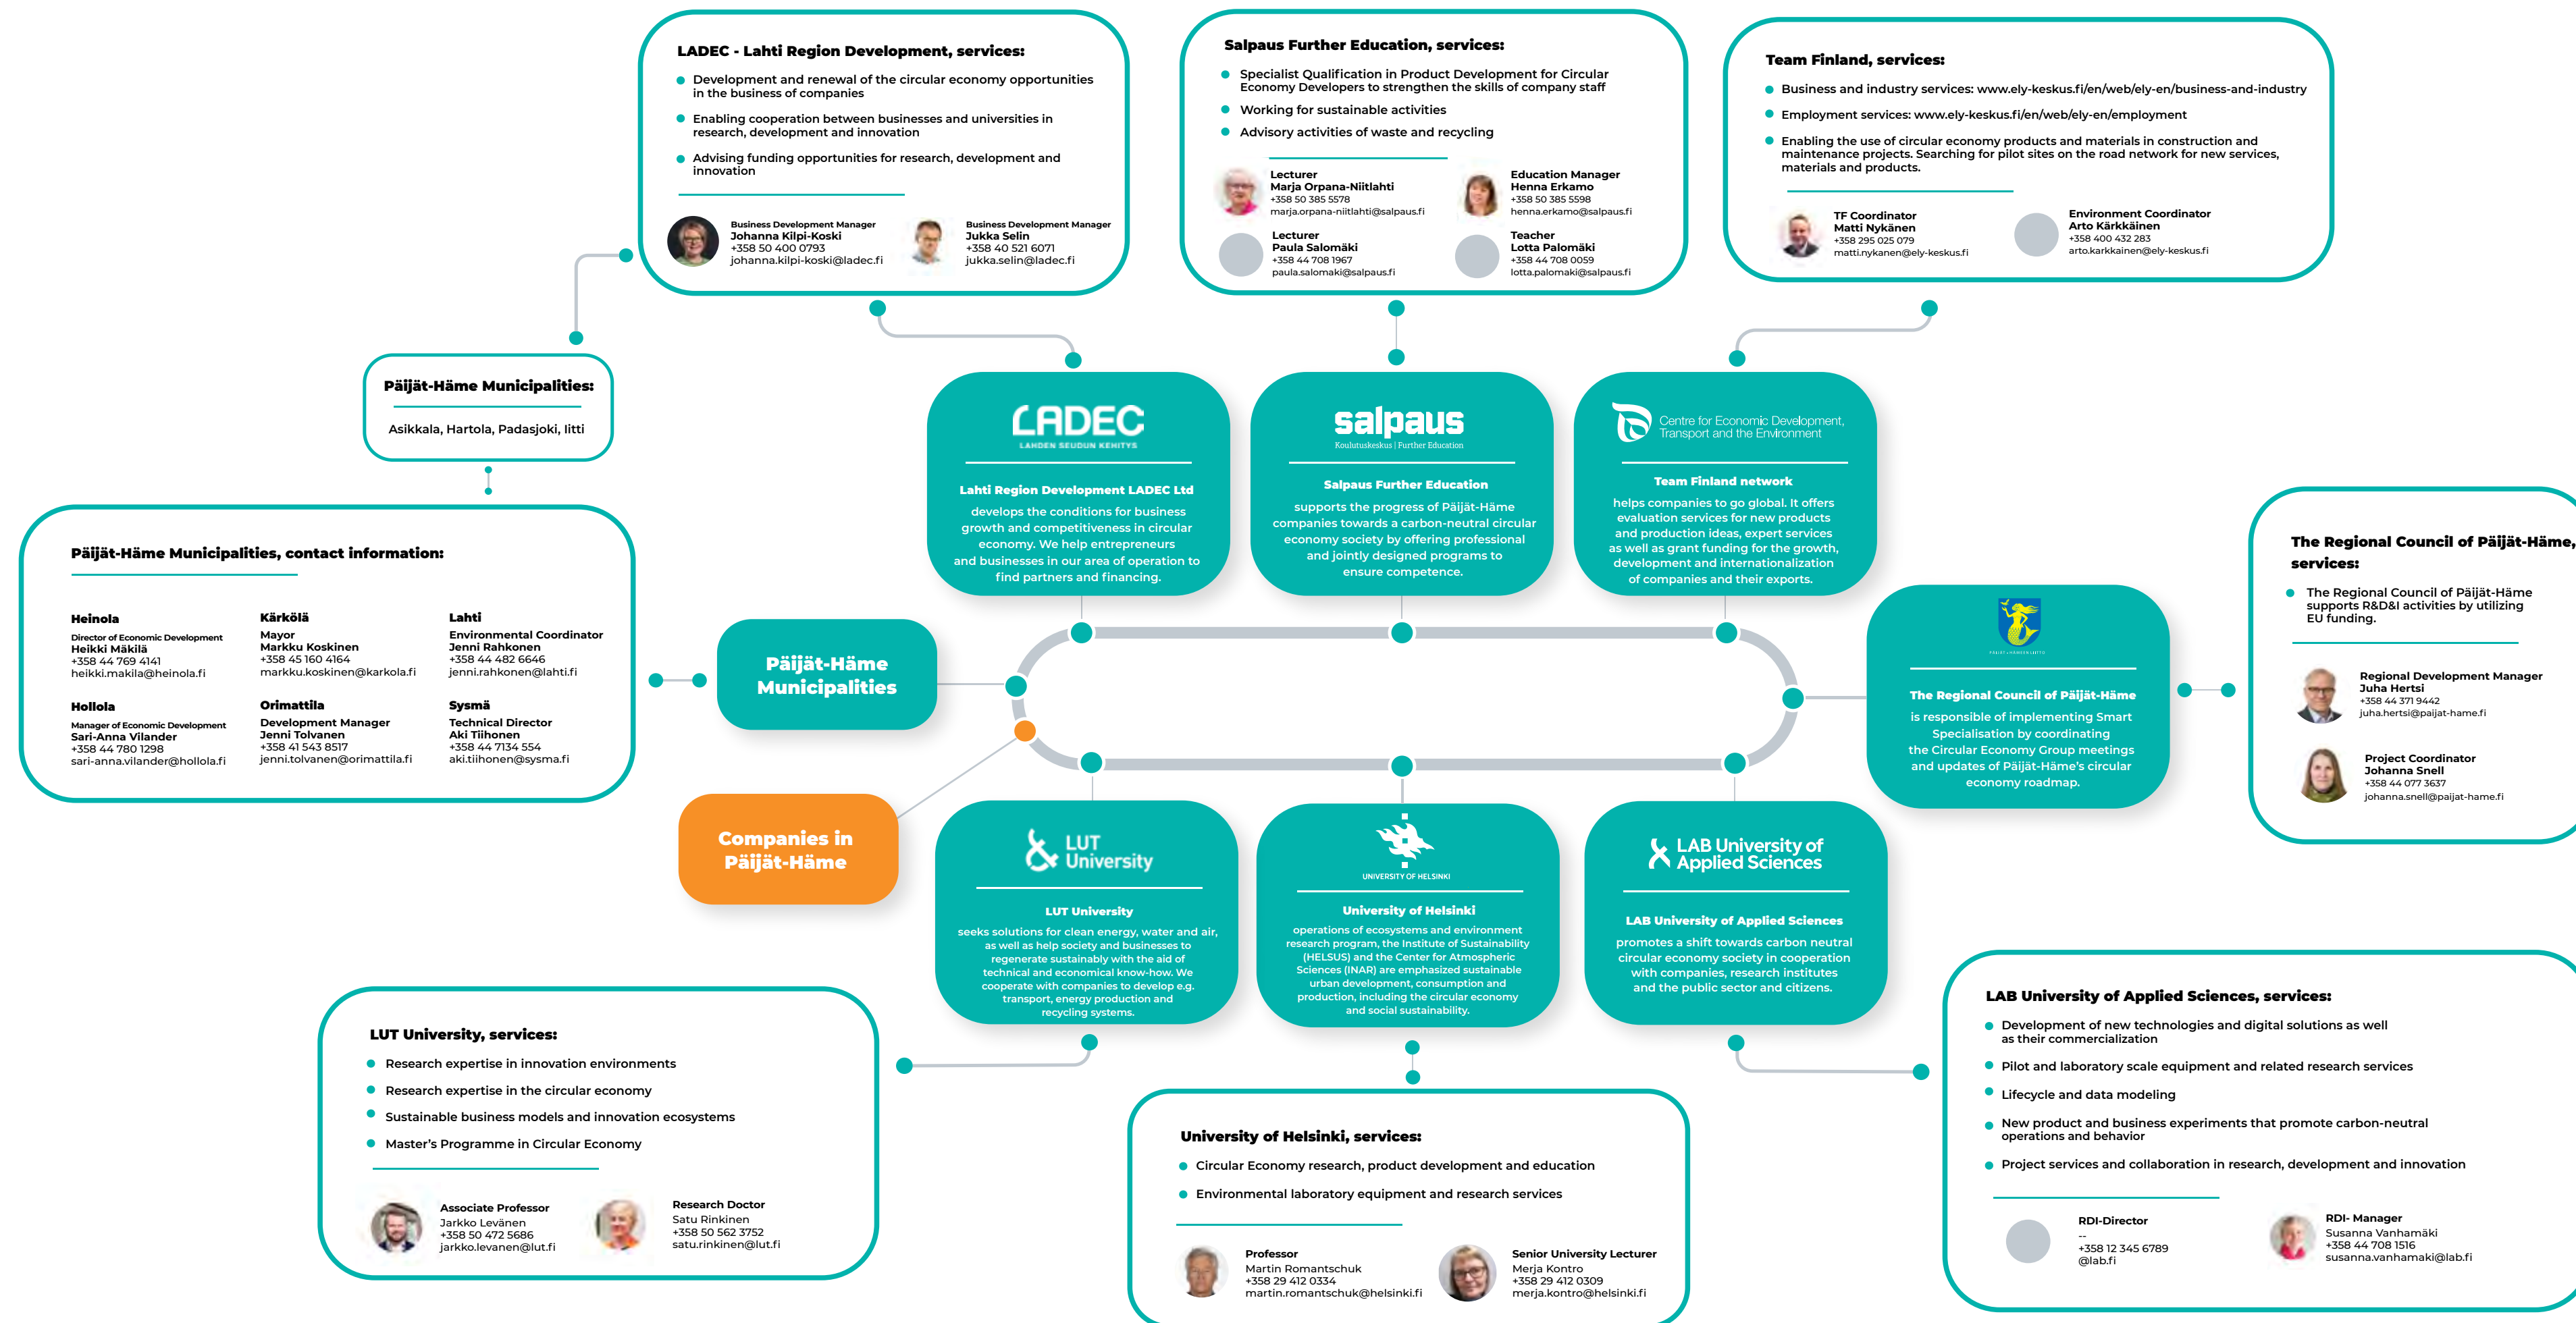 LADEC - Lahti Region Development, services:
Development and renewal of the circular economy opportunities
in the business of companies
Enabling cooperation between businesses and universities in
research, development and innovation
Advising funding opportunities for research, development and
innovation
Business Development Manager
Johanna Kilpi-Koski
+358 50 400 0793
johanna.kilpi-koski@ladec.fi
Business Development Manager
Jukka Selin
+358 40 521 6071
jukka.selin@ladec.fi
Salpaus Further Education, services:
Specialist Qualification in Product Development for Circular
Economy Developers to strengthen the skills of company staff
Working for sustainable activities
Advisory activities of waste and recycling
Lecturer
Marja Orpana-Niitlahti
+358 50 385 5578
marja.orpana-niitlahti@salpaus.fi
Education Manager
Henna Erkamo
+358 50 385 5598
henna.erkamo@salpaus.fi
Lecturer
Paula Salomäki
+358 44 708 1967
paula.salomaki@salpaus.fi
Teacher
Lotta Palomäki
+358 44 708 0059
lotta.palomaki@salpaus.fi
Team Finland, services:
Business and industry services: www.ely-keskus.fi/en/web/ely-en/business-and-industry
Employment services: www.ely-keskus.fi/en/web/ely-en/employment
Enabling the use of circular economy products and materials in construction and
maintenance projects. Searching for pilot sites on the road network for new services,
materials and products.
TF Coordinator
Matti Nykänen
+358 295 025 079
matti.nykanen@ely-keskus.fi
Environment Coordinator
Arto Kärkkäinen
+358 400 432 283
arto.karkkainen@ely-keskus.fi
Päijät-Häme Municipalities:
Asikkala, Hartola, Padasjoki, Iitti
Päijät-Häme Municipalities, contact information:
Heinola
Director of Economic Development
Heikki Mäkilä
+358 44 769 4141
heikki.makila@heinola.fi
Kärkölä
Mayor
Markku Koskinen
+358 45 160 4164
markku.koskinen@karkola.fi
Lahti
Environmental Coordinator
Jenni Rahkonen
+358 44 482 6646
jenni.rahkonen@lahti.fi
Hollola
Manager of Economic Development
Sari-Anna Vilander
+358 44 780 1298
sari-anna.vilander@hollola.fi
Orimattila
Development Manager
Jenni Tolvanen
+358 41 543 8517
jenni.tolvanen@orimattila.fi
Sysmä
Technical Director
Aki Tiihonen
+358 44 7134 554
aki.tiihonen@sysma.fi
LADEC
LAHDEN SEUDUN KEHITYS
Lahti Region Development LADEC Ltd
develops the conditions for business
growth and competitiveness in circular
economy. We help entrepreneurs
and businesses in our area of operation to
find partners and financing.
salpaus
Koulutuskeskus | Further Education
Salpaus Further Education
supports the progress of Päijät-Häme
companies towards a carbon-neutral circular
economy society by offering professional
and jointly designed programs to
ensure competence.
Centre for Economic Development,
Transport and the Environment
Team Finland network
helps companies to go global. It offers
evaluation services for new products
and production ideas, expert services
as well as grant funding for the growth,
development and internationalization
of companies and their exports.
Päijät-Häme
Municipalities
Companies in
Päijät-Häme
PÄIJÄT-HÄMEEN LIITTO
The Regional Council of Päijät-Häme
is responsible of implementing Smart
Specialisation by coordinating
the Circular Economy Group meetings
and updates of Päijät-Häme's circular
economy roadmap.
The Regional Council of Päijät-Häme,
services:
The Regional Council of Päijät-Häme
supports R&D&I activities by utilizing
EU funding.
Regional Development Manager
Juha Hertsi
+358 44 371 9442
juha.hertsi@paijat-hame.fi
Project Coordinator
Johanna Snell
+358 44 077 3637
johanna.snell@paijat-hame.fi
LUT
University
LUT University
seeks solutions for clean energy, water and air,
as well as help society and businesses to
regenerate sustainably with the aid of
technical and economical know-how. We
cooperate with companies to develop e.g.
transport, energy production and
recycling systems.
UNIVERSITY OF HELSINKI
University of Helsinki
operations of ecosystems and environment
research program, the Institute of Sustainability
(HELSUS) and the Center for Atmospheric
Sciences (INAR) are emphasized sustainable
urban development, consumption and
production, including the circular economy
and social sustainability.
LAB University of
Applied Sciences
LAB University of Applied Sciences
promotes a shift towards carbon neutral
circular economy society in cooperation
with companies, research institutes
and the public sector and citizens.
LUT University, services:
Research expertise in innovation environments
Research expertise in the circular economy
Sustainable business models and innovation ecosystems
Master's Programme in Circular Economy
Associate Professor
Jarkko Levänen
+358 50 472 5686
jarkko.levanen@lut.fi
Research Doctor
Satu Rinkinen
+358 50 562 3752
satu.rinkinen@lut.fi
University of Helsinki, services:
Circular Economy research, product development and education
Environmental laboratory equipment and research services
Professor
Martin Romantschuk
+358 29 412 0334
martin.romantschuk@helsinki.fi
Senior University Lecturer
Merja Kontro
+358 29 412 0309
merja.kontro@helsinki.fi
LAB University of Applied Sciences, services:
Development of new technologies and digital solutions as well
as their commercialization
Pilot and laboratory scale equipment and related research services
Lifecycle and data modeling
New product and business experiments that promote carbon-neutral
operations and behavior
Project services and collaboration in research, development and innovation
RDI-Director
--
+358 12 345 6789
@lab.fi
RDI- Manager
Susanna Vanhamäki
+358 44 708 1516
susanna.vanhamaki@lab.fi